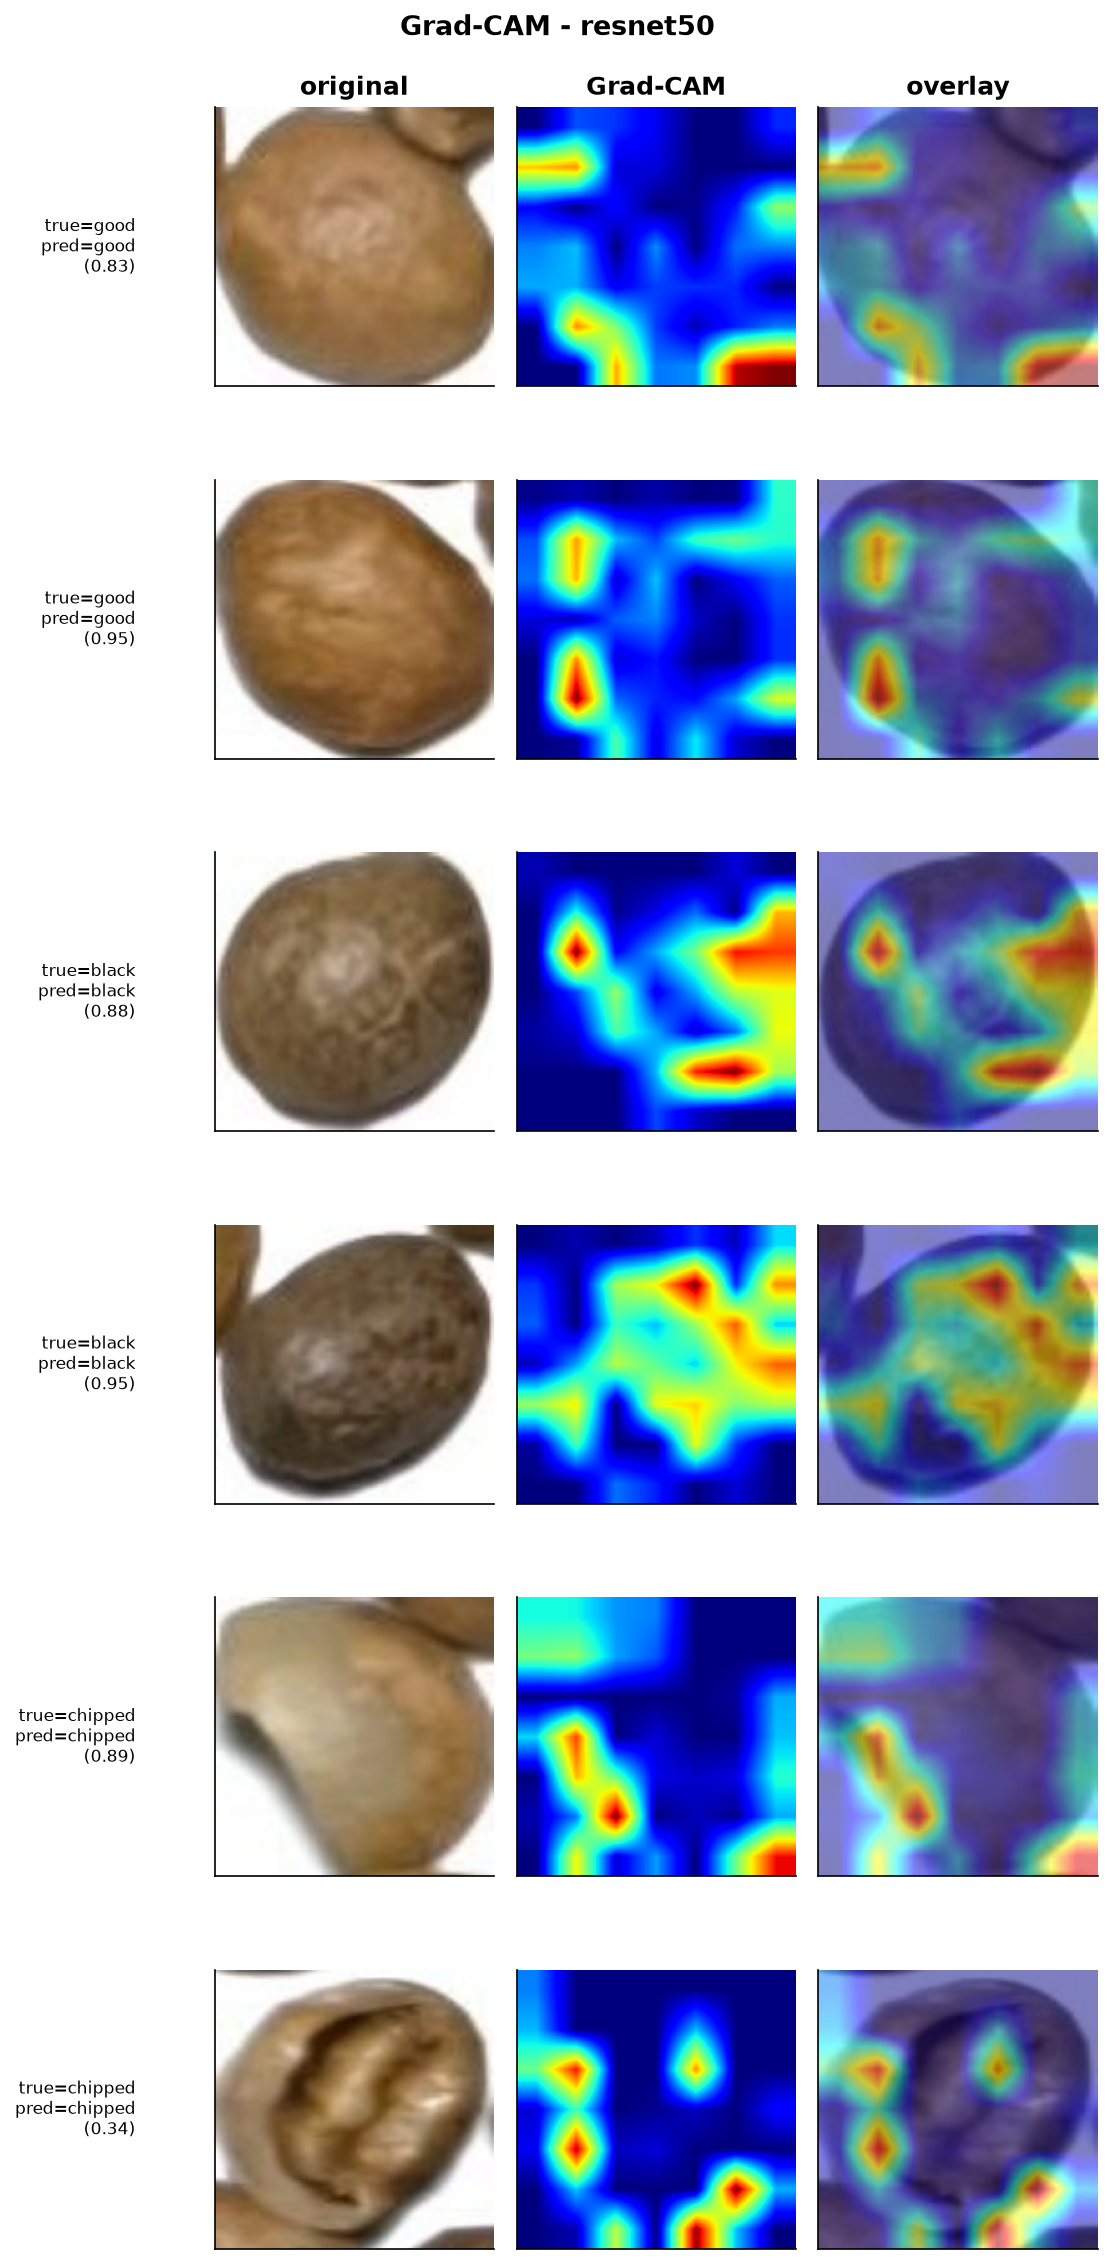 Grad-CAM - resnet50
original
Grad-CAM
overlay
true=good
pred=good
(0.83)
true=good
pred=good
(0.95)
true=black
pred=black
(0.88)
true=black
pred=black
(0.95)
true=chipped
pred=chipped
(0.89)
true=chipped
pred=chipped
(0.34)